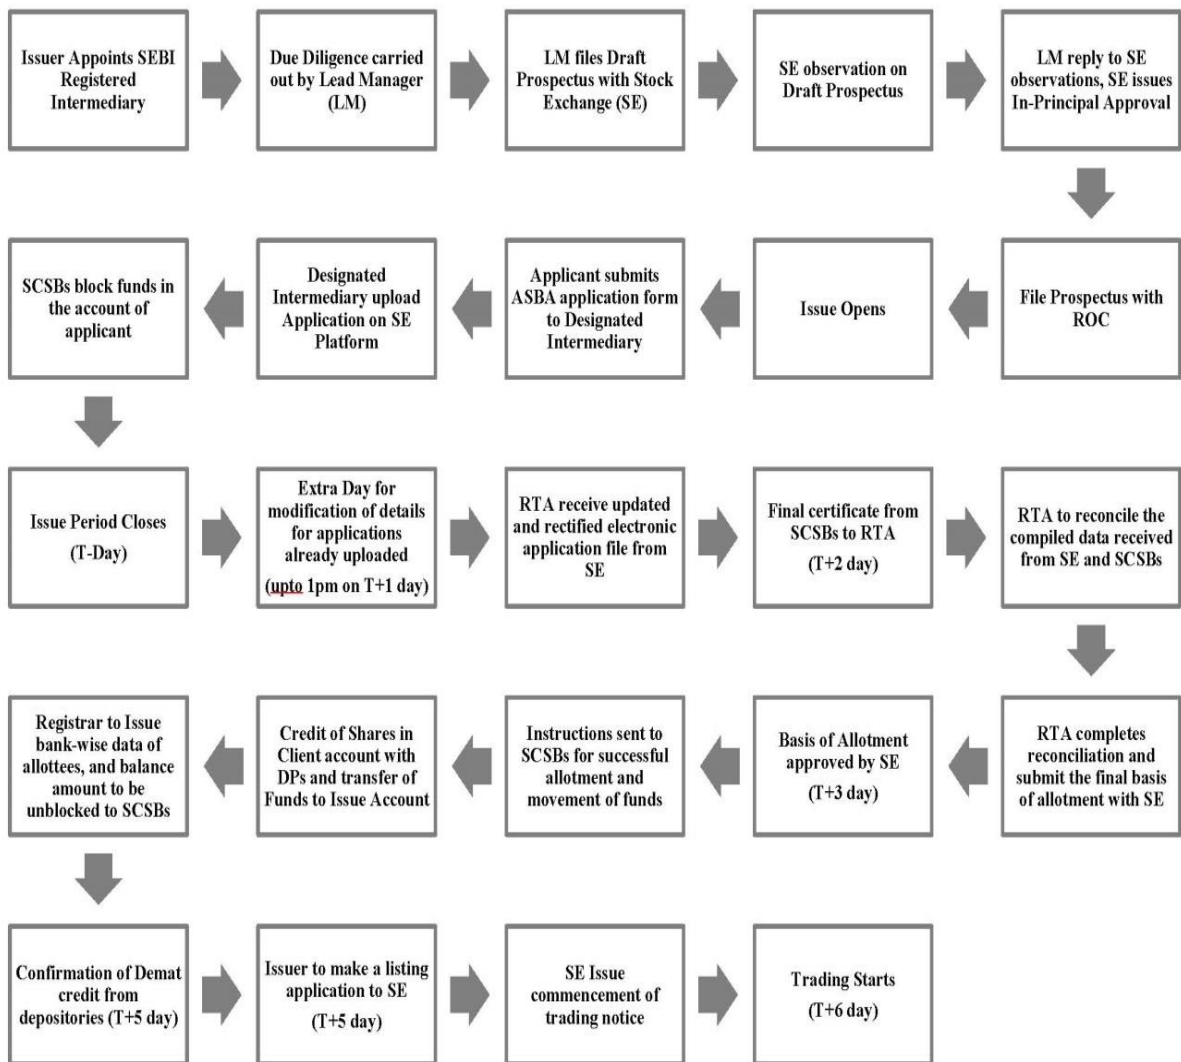 Issuer Appoints SEBI
Registered
Intermediary
Due Diligence carried
out by Lead Manager
(LM)
LM files Draft
Prospectus with Stock
Exchange (SE)
SE observation on
Draft Prospectus
LM reply to SE
observations, SE issues
In-Principal Approval
File Prospectus with
ROC
Issue Opens
Applicant submits
ASBA application form
to Designated
Intermediary
Designated
Intermediary upload
Application on SE
Platform
SCSBs block funds in
the account of
applicant
Issue Period Closes
(T-Day)
Extra Day for
modification of details
for applications
already uploaded
(upto 1pm on T+1 day)
RTA receive updated
and rectified electronic
application file from
SE
Final certificate from
SCSBs to RTA
(T+2 day)
RTA to reconcile the
compiled data received
from SE and SCSBs
RTA completes
reconciliation and
submit the final basis
of allotment with SE
Basis of Allotment
approved by SE
(T+3 day)
Instructions sent to
SCSBs for successful
allotment and
movement of funds
Credit of Shares in
Client account with
DPs and transfer of
Funds to Issue Account
Registrar to Issue
bank-wise data of
allottees, and balance
amount to be
unblocked to SCSBs
Confirmation of Demat
credit from
depositories (T+5 day)
Issuer to make a listing
application to SE
(T+5 day)
SE Issue
commencement of
trading notice
Trading Starts
(T+6 day)